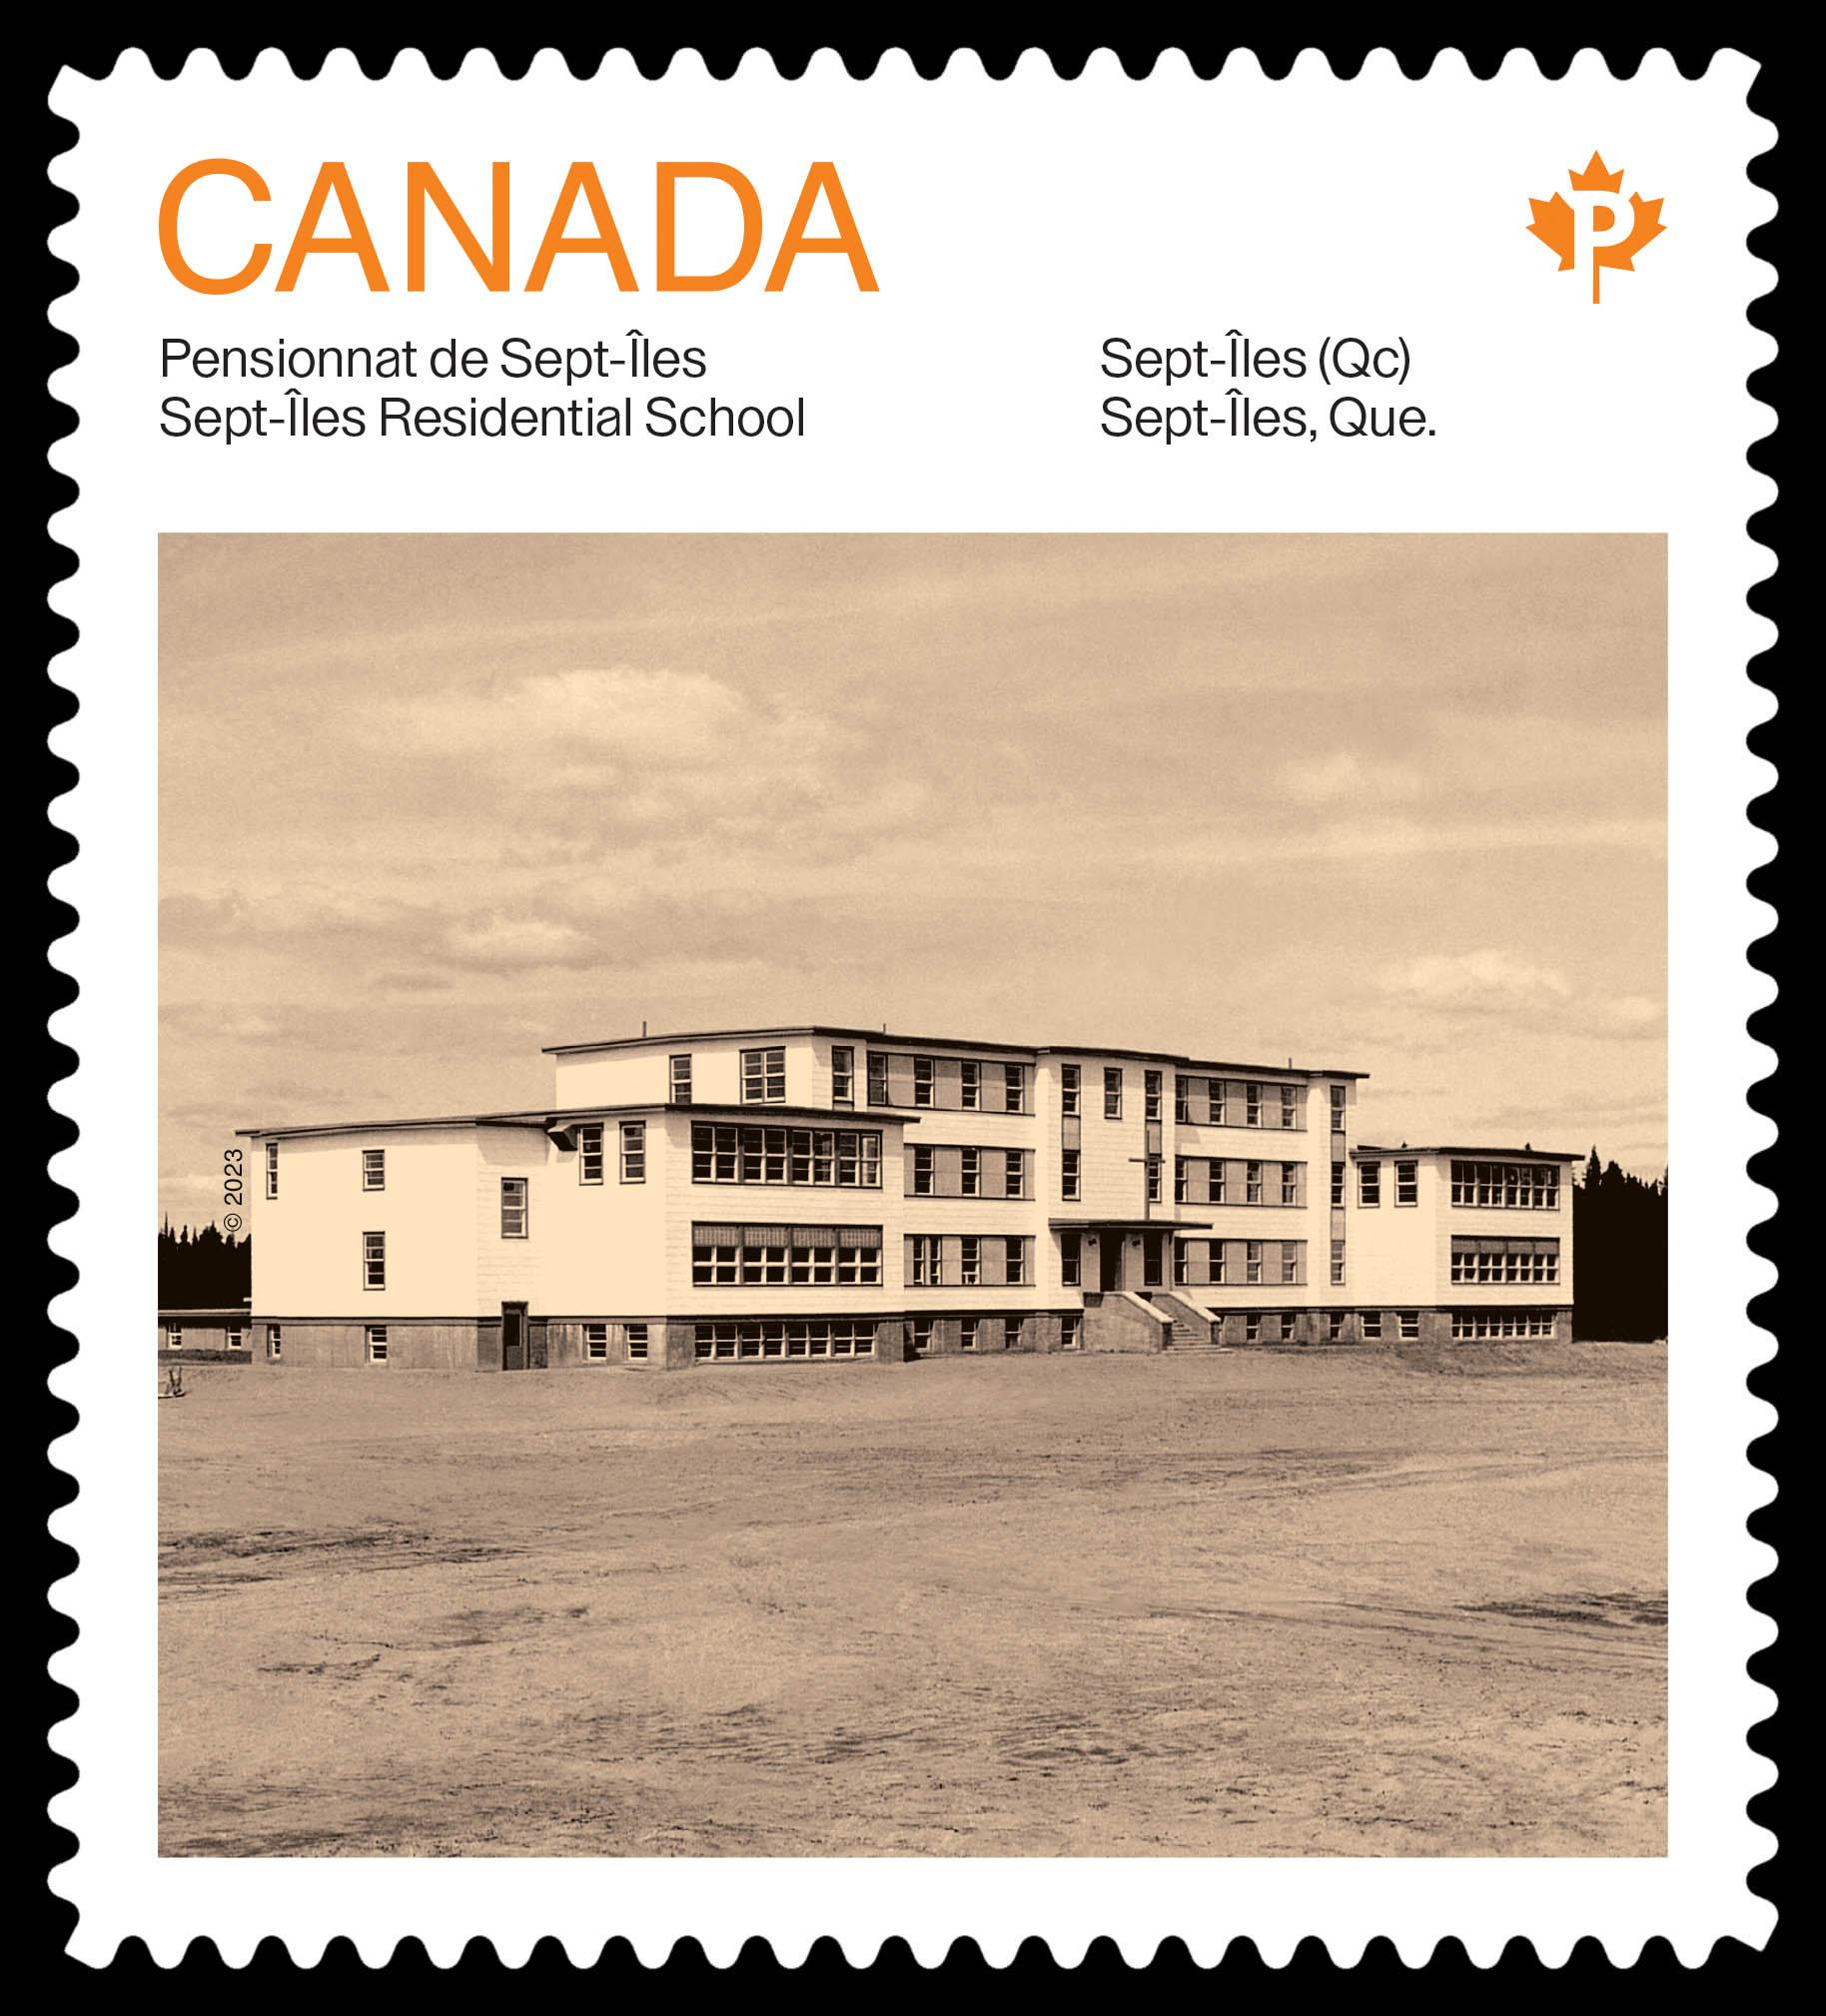 CANADA
P
Pensionnat de Sept-Îles
Sept-Îles Residential School
Sept-Îles (Qc)
Sept-Îles, Que.
© 2023